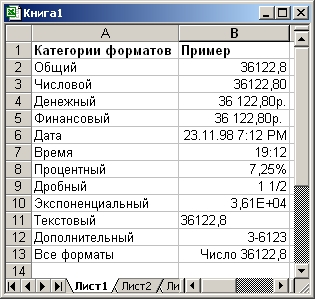 Книга1
A B
1 Категории форматов Пример
2 Общий 36122,8
3 Числовой 36122,80
4 Денежный 36 122,80р.
5 Финансовый 36 122,80р.
6 Дата 23.11.98 7:12 PM
7 Время 19:12
8 Процентный 7,25%
9 Дробный 1 1/2
10 Экспоненциальный 3,61E+04
11 Текстовый 36122,8
12 Дополнительный 3-6123
13 Все форматы Число 36122,8
14
Лист1 Лист2 Ли